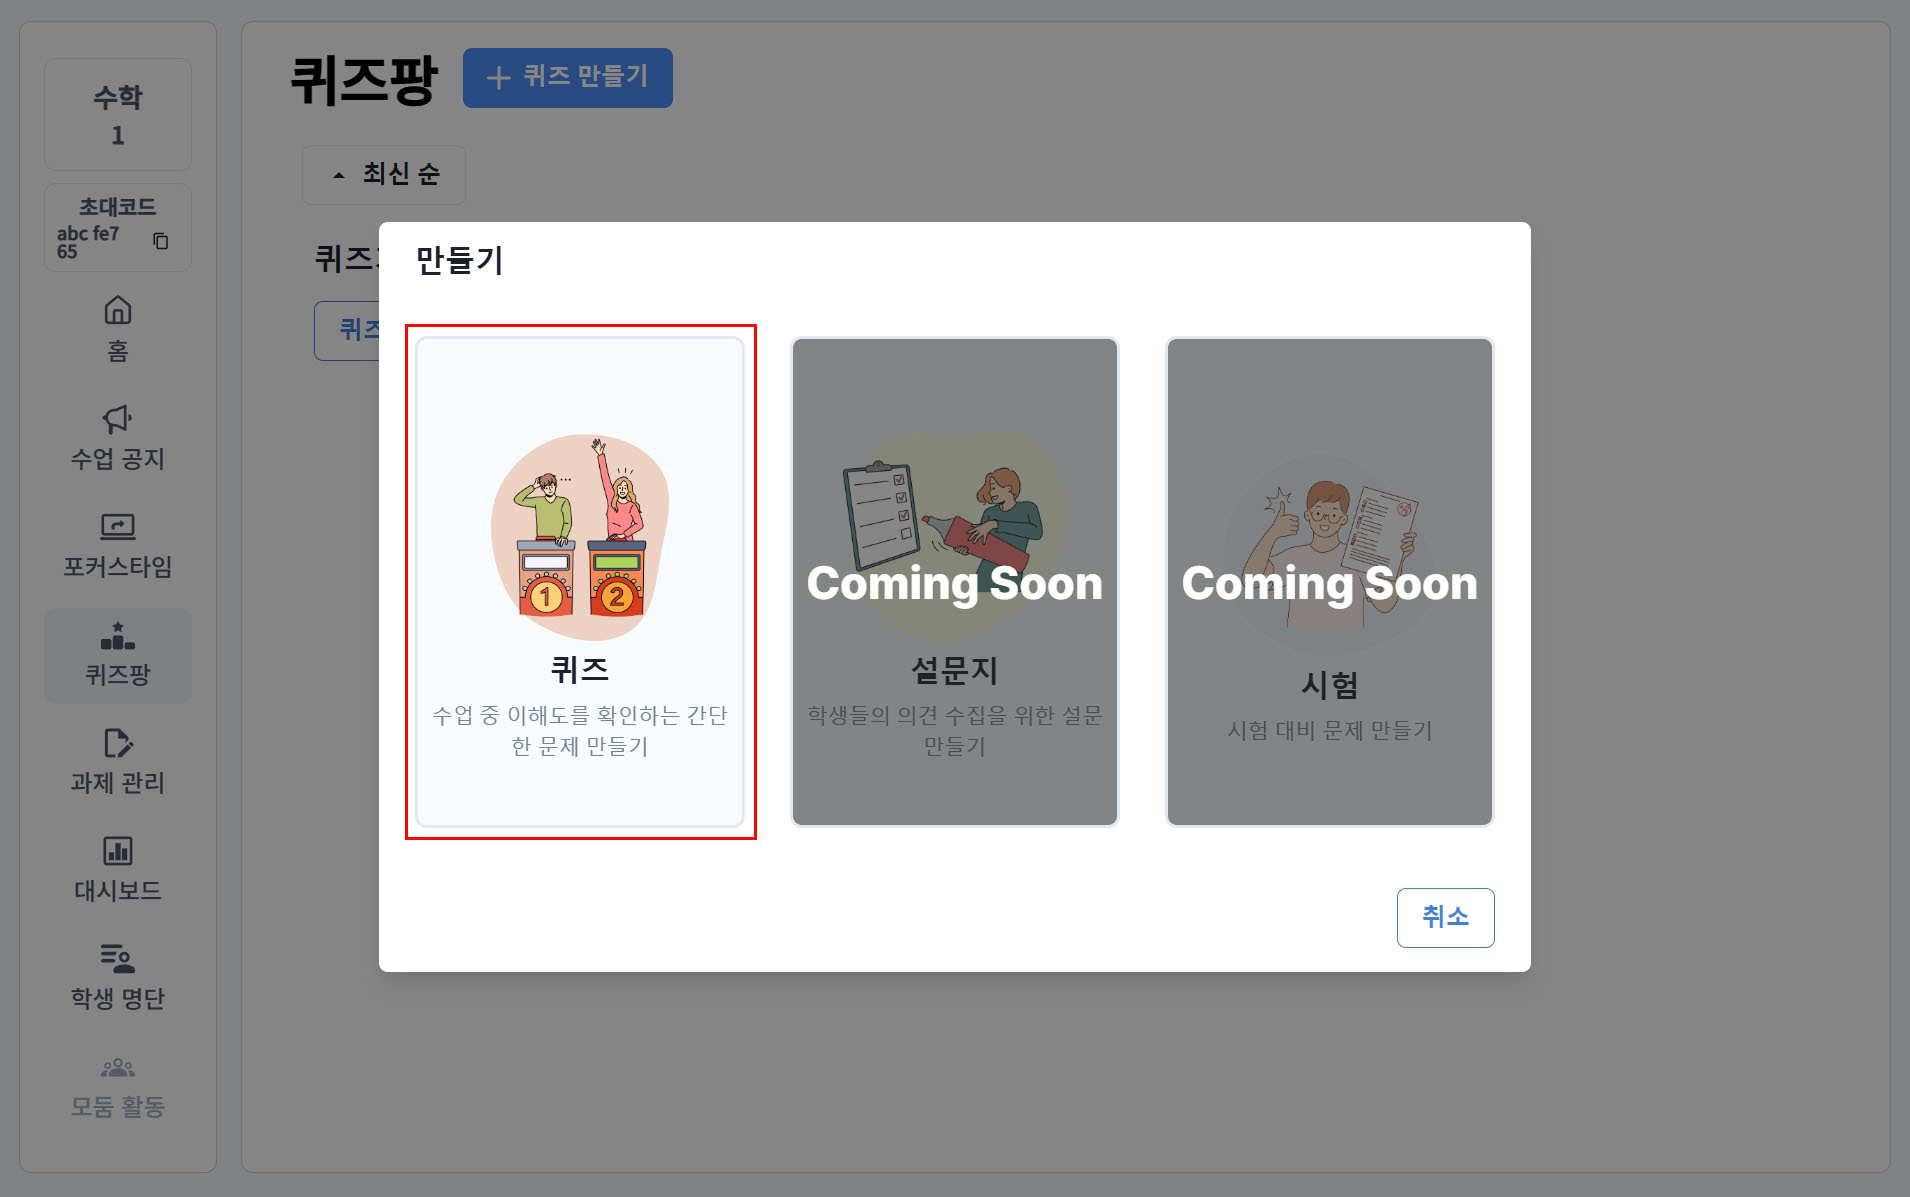 수학
1
초대코드
abc fe7
65
홈
수업 공지
포커스타임
퀴즈팡
과제 관리
대시보드
학생 명단
모둠 활동
퀴즈팡
퀴즈 만들기
최신 순
퀴즈
퀴즈
만들기
1
2
퀴즈
수업 중 이해도를 확인하는 간단
한 문제 만들기
Coming Soon
설문지
학생들의 의견 수집을 위한 설문
만들기
Coming Soon
시험
시험 대비 문제 만들기
취소